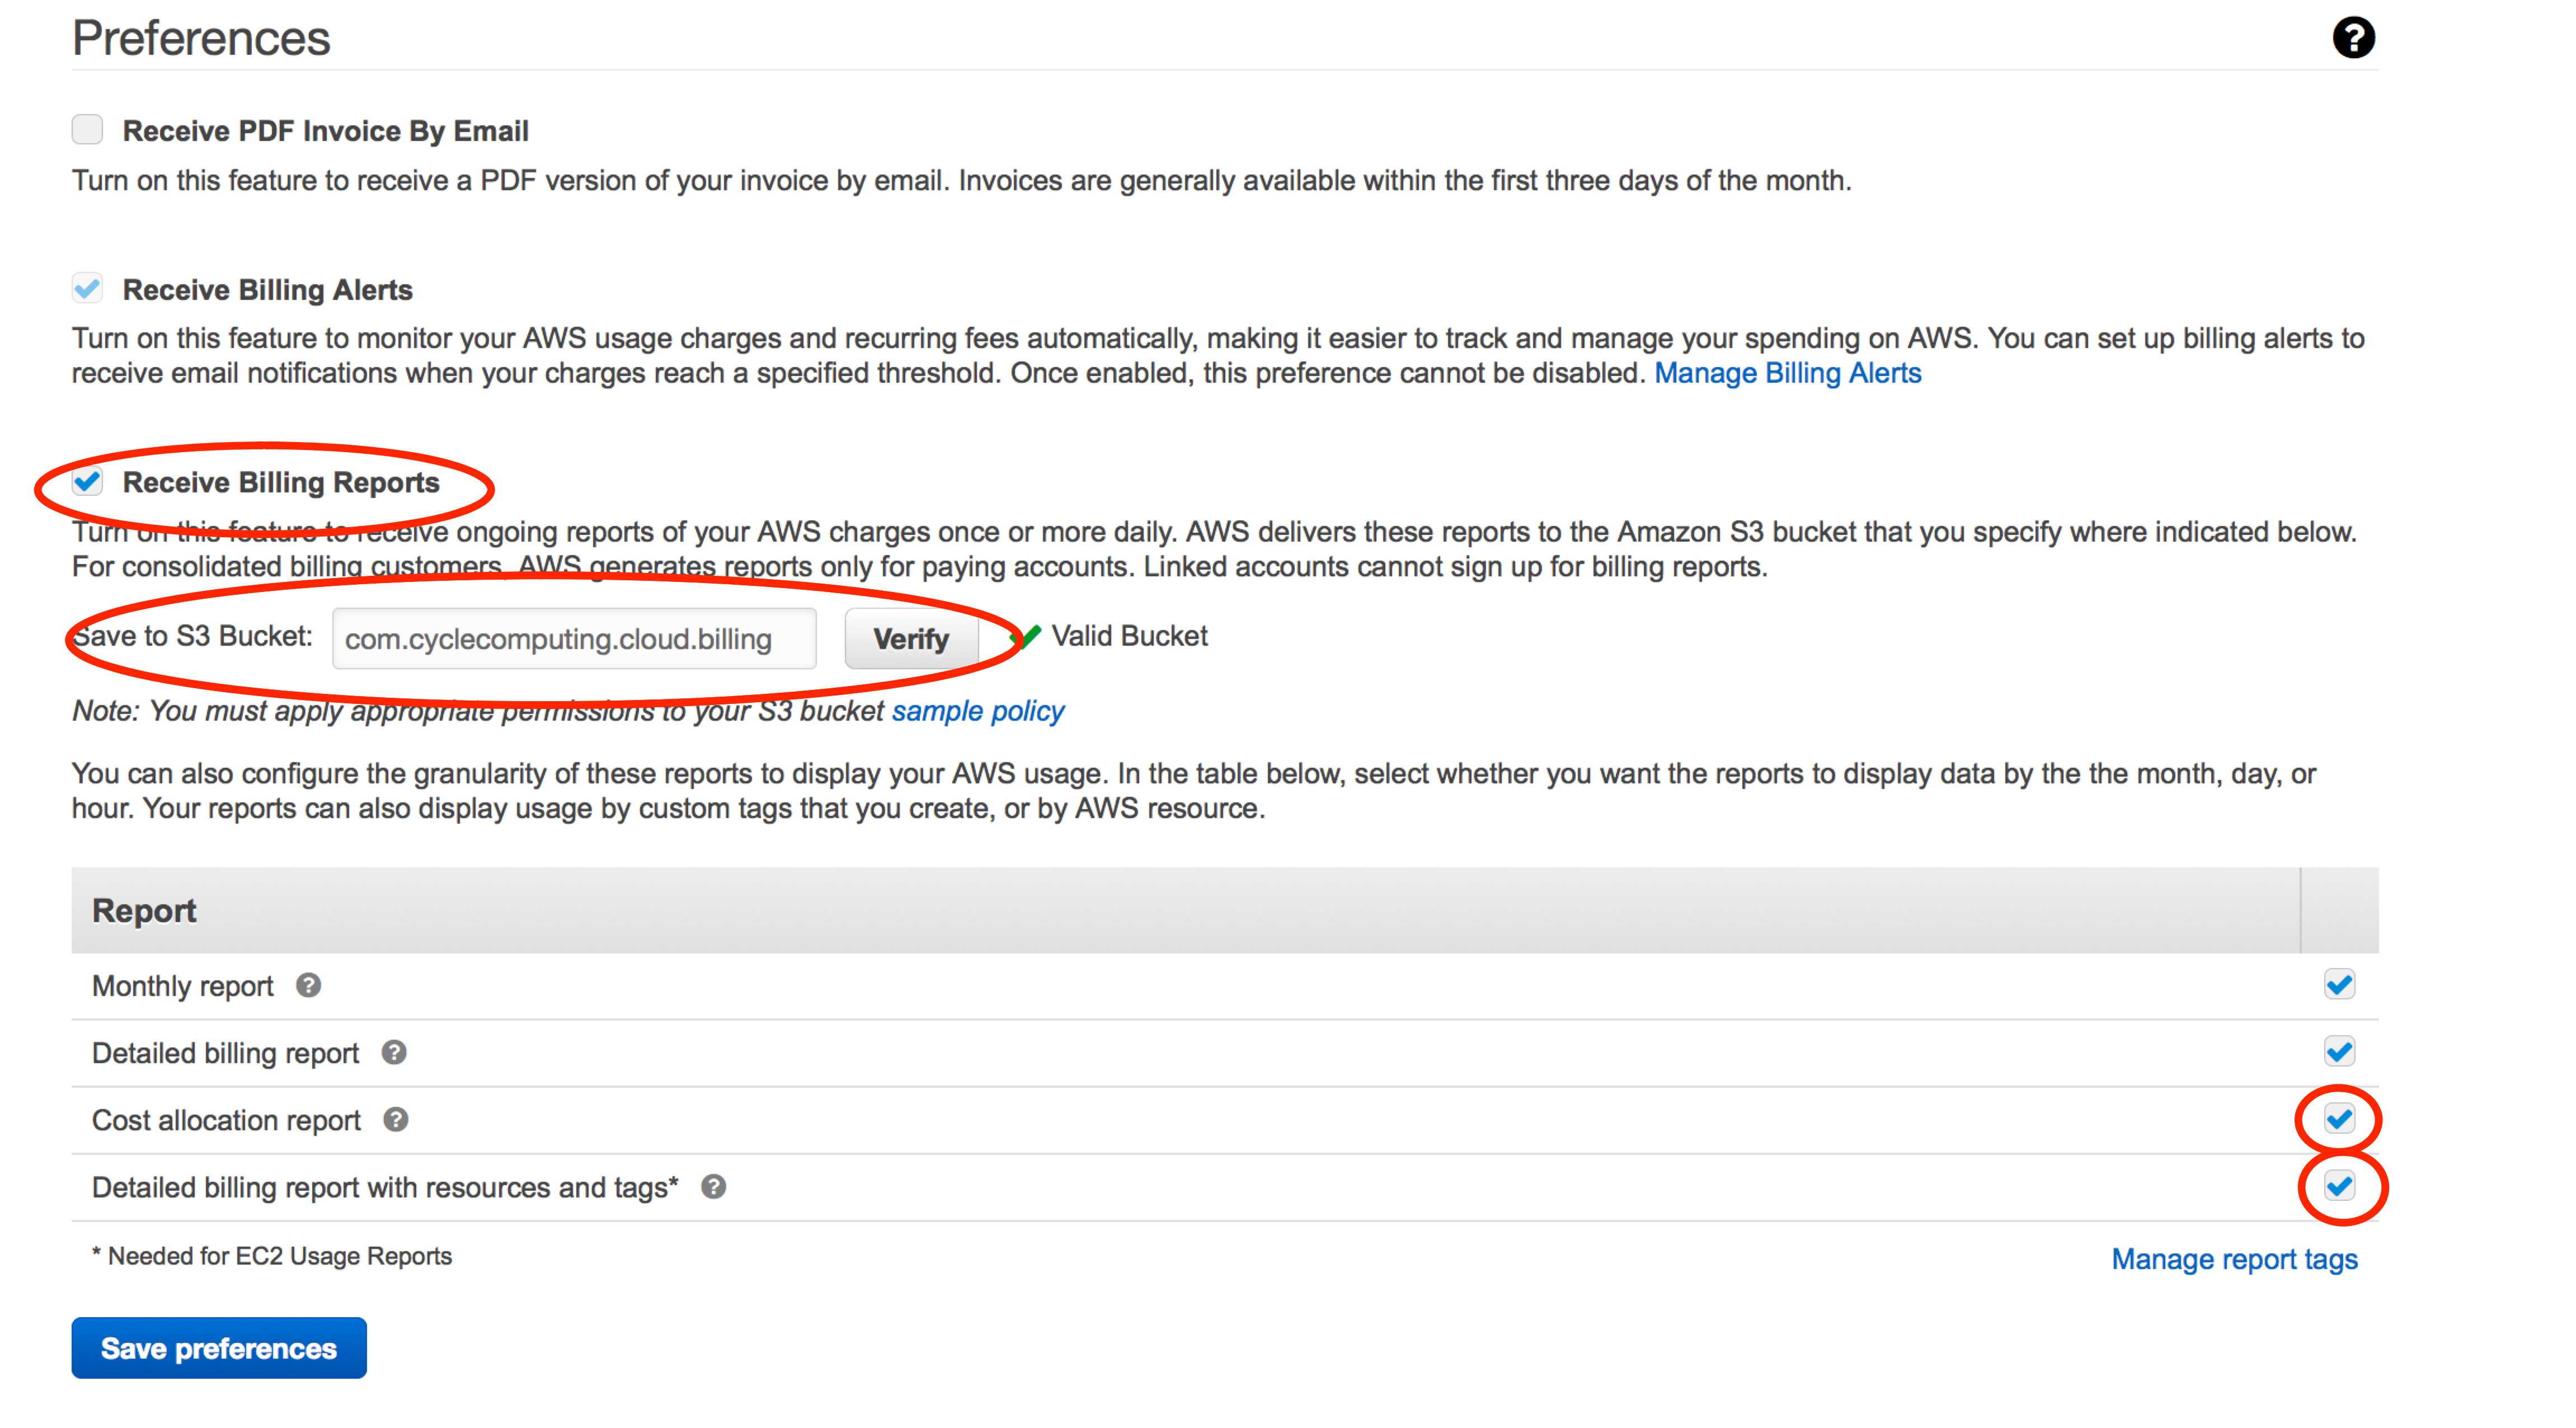 Preferences
Receive PDF Invoice By Email
Turn on this feature to receive a PDF version of your invoice by email. Invoices are generally available within the first three days of the month.
Receive Billing Alerts
Turn on this feature to monitor your AWS usage charges and recurring fees automatically, making it easier to track and manage your spending on AWS. You can set up billing alerts to
receive email notifications when your charges reach a specified threshold. Once enabled, this preference cannot be disabled. Manage Billing Alerts
Receive Billing Reports
Turn on this feature to receive ongoing reports of your AWS charges once or more daily. AWS delivers these reports to the Amazon S3 bucket that you specify where indicated below.
For consolidated billing customers, AWS generates reports only for paying accounts. Linked accounts cannot sign up for billing reports.
Save to S3 Bucket: com.cyclecomputing.cloud.billing Verify Valid Bucket
Note: You must apply appropriate permissions to your S3 bucket sample policy
You can also configure the granularity of these reports to display your AWS usage. In the table below, select whether you want the reports to display data by the the month, day, or
hour. Your reports can also display usage by custom tags that you create, or by AWS resource.
Report
Monthly report ?
Detailed billing report ?
Cost allocation report ?
Detailed billing report with resources and tags* ?
* Needed for EC2 Usage Reports
Manage report tags
Save preferences